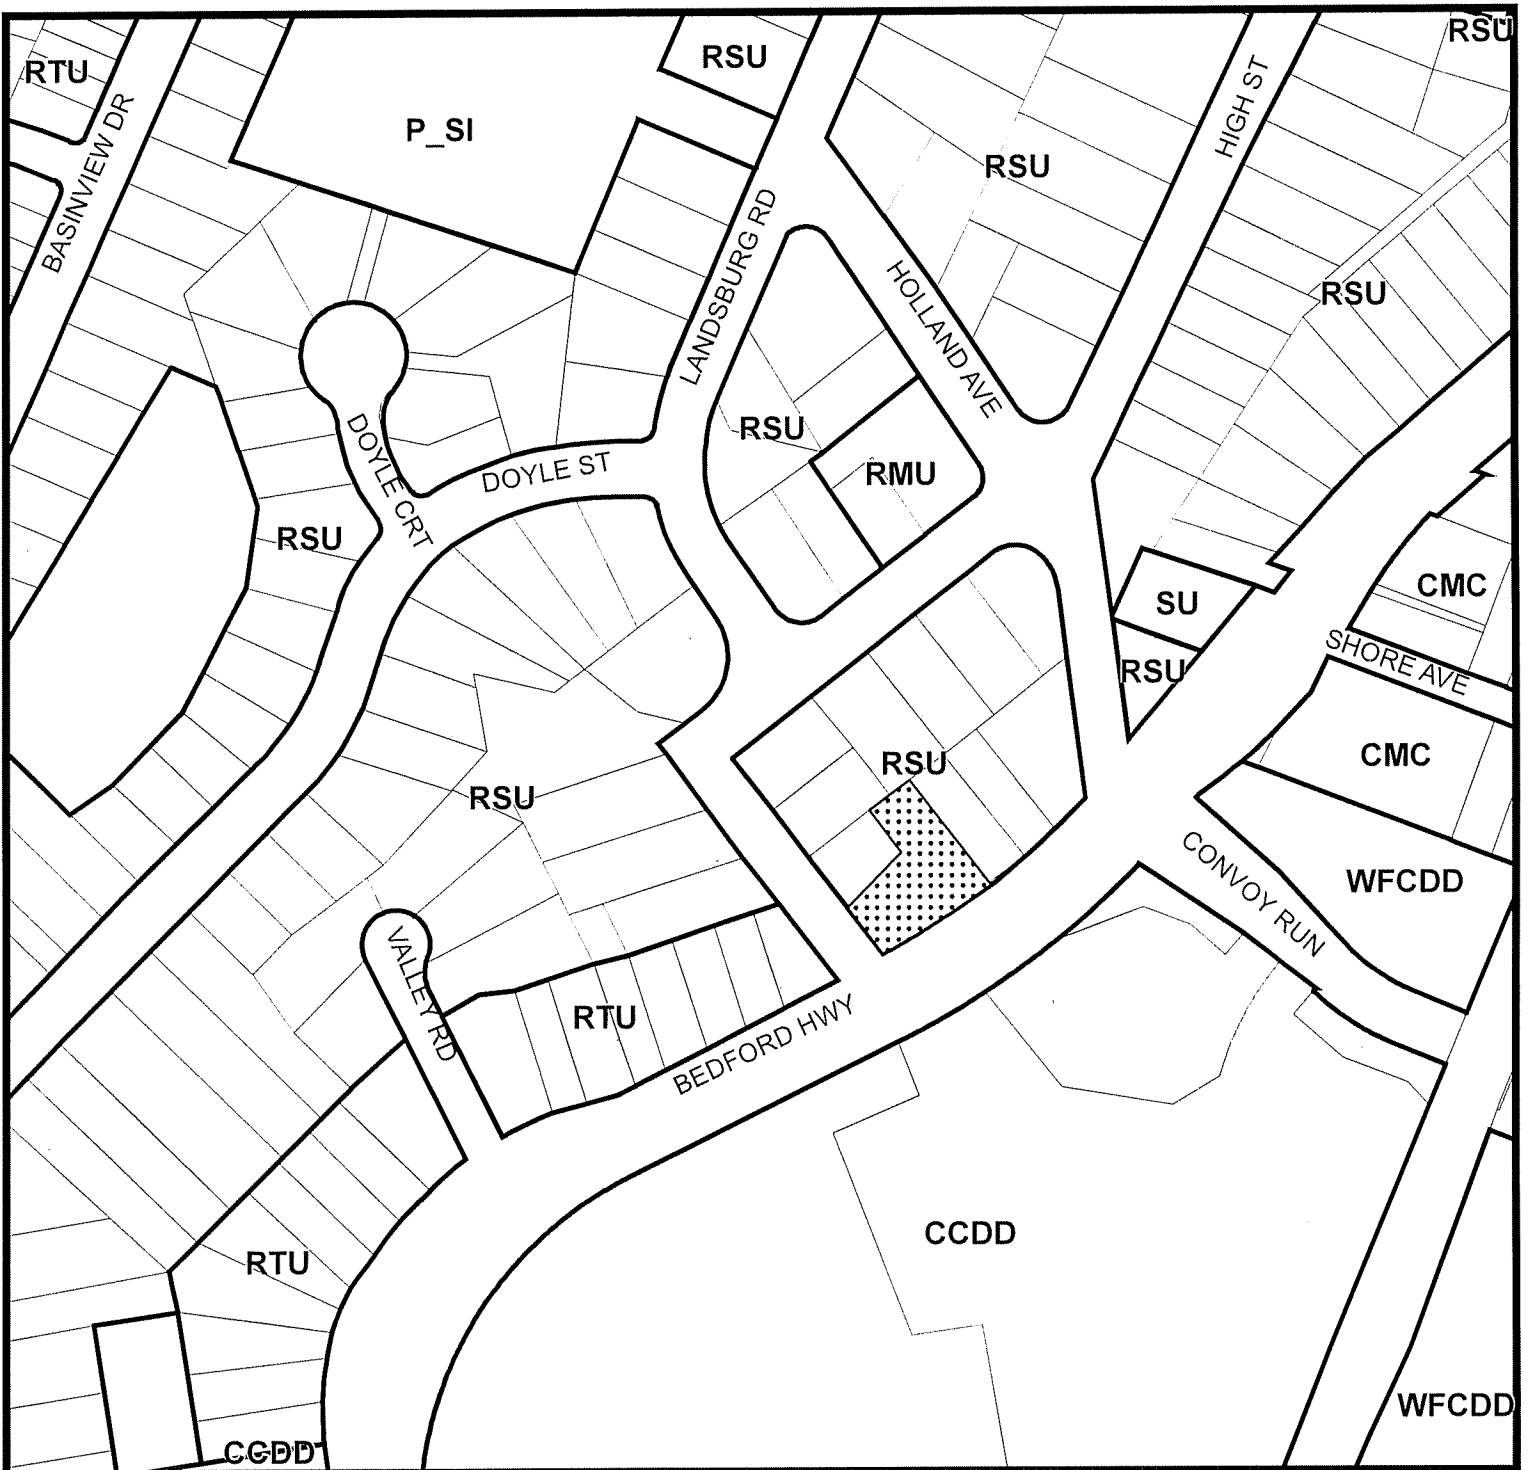 RSU
RSU
RTU
P_SI
HIGH ST
RSU
BASINVIEW DR
LANDSBURG RD
HOLLAND AVE
RSU
RSU
RMU
DOYLE ST
DOYLE CRT
RSU
CMC
SU
SHORE AVE
RSU
CMC
RSU
RSU
CONVOY RUN
WFCDD
VALLEY RD
RTU
BEDFORD HWY
CCDD
RTU
WFCDD
CCDD